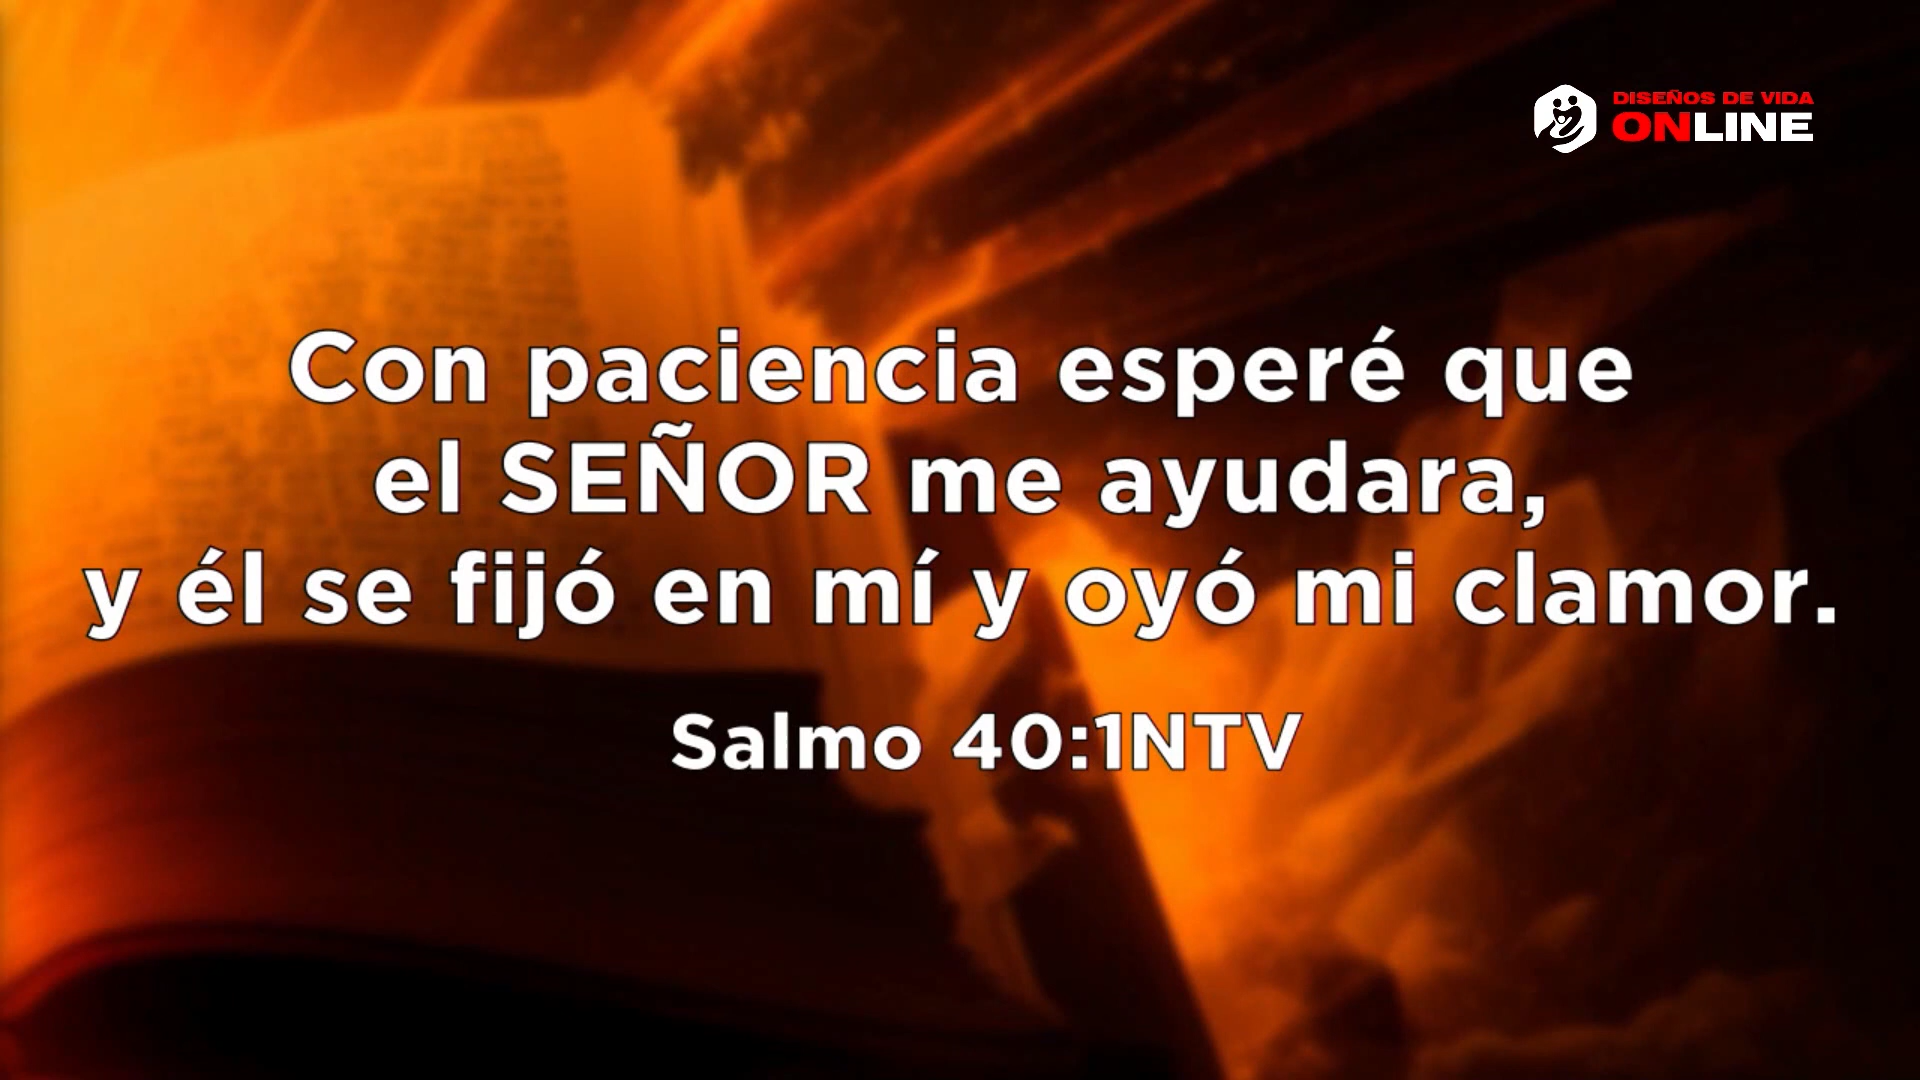 DISEÑOS DE VIDA
ONLINE
Con paciencia esperé que
el SEÑOR me ayudara,
y él se fijó en mí y oyó mi clamor.
Salmo 40:1NTV